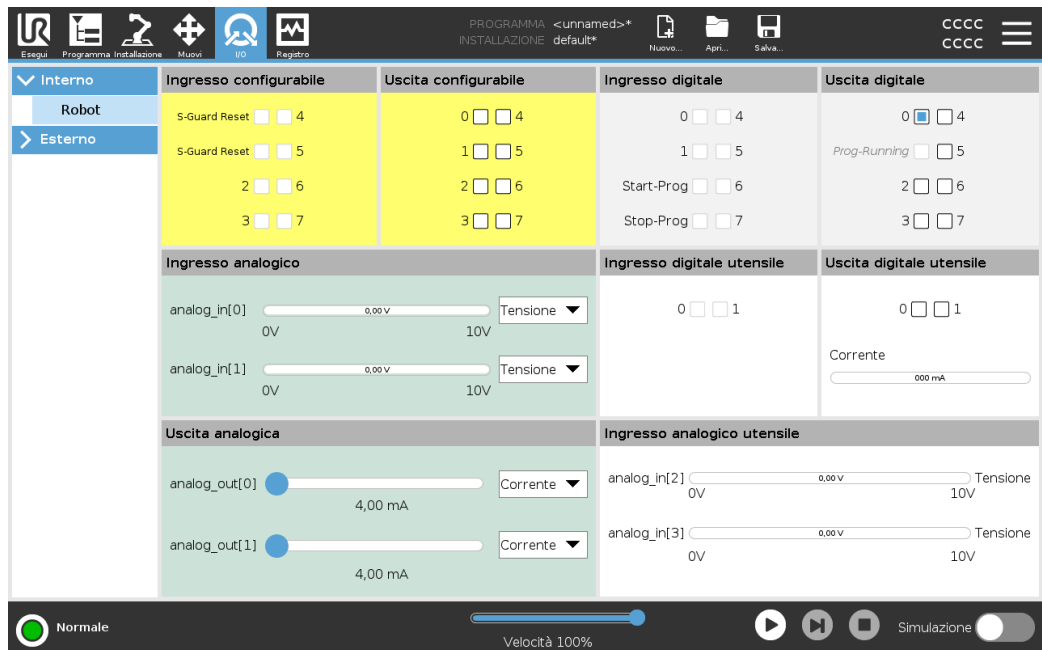 PROGRAMMA <unnamed>*
INSTALLAZIONE default*
CCCC
CCCC
UR
Esegui
Programma
Installazione
Muovi
I/O
Registro
Nuovo...
Apri...
Salva...
Interno
Robot
Esterno
Ingresso configurabile
S-Guard Reset 4
S-Guard Reset 5
2 6
3 7
Uscita configurabile
0 4
1 5
2 6
3 7
Ingresso digitale
0 4
1 5
Start-Prog 6
Stop-Prog 7
Uscita digitale
0 4
Prog-Running 5
2 6
3 7
Ingresso analogico
analog_in[0] 0,00 V Tensione
0V 10V
analog_in[1] 0,00 V Tensione
0V 10V
Ingresso digitale utensile
0 1
Uscita digitale utensile
0 1
Corrente
000 mA
Uscita analogica
analog_out[0] Corrente
4,00 mA
analog_out[1] Corrente
4,00 mA
Ingresso analogico utensile
analog_in[2] 0,00 V Tensione
0V 10V
analog_in[3] 0,00 V Tensione
0V 10V
Normale
Velocità 100%
Simulazione